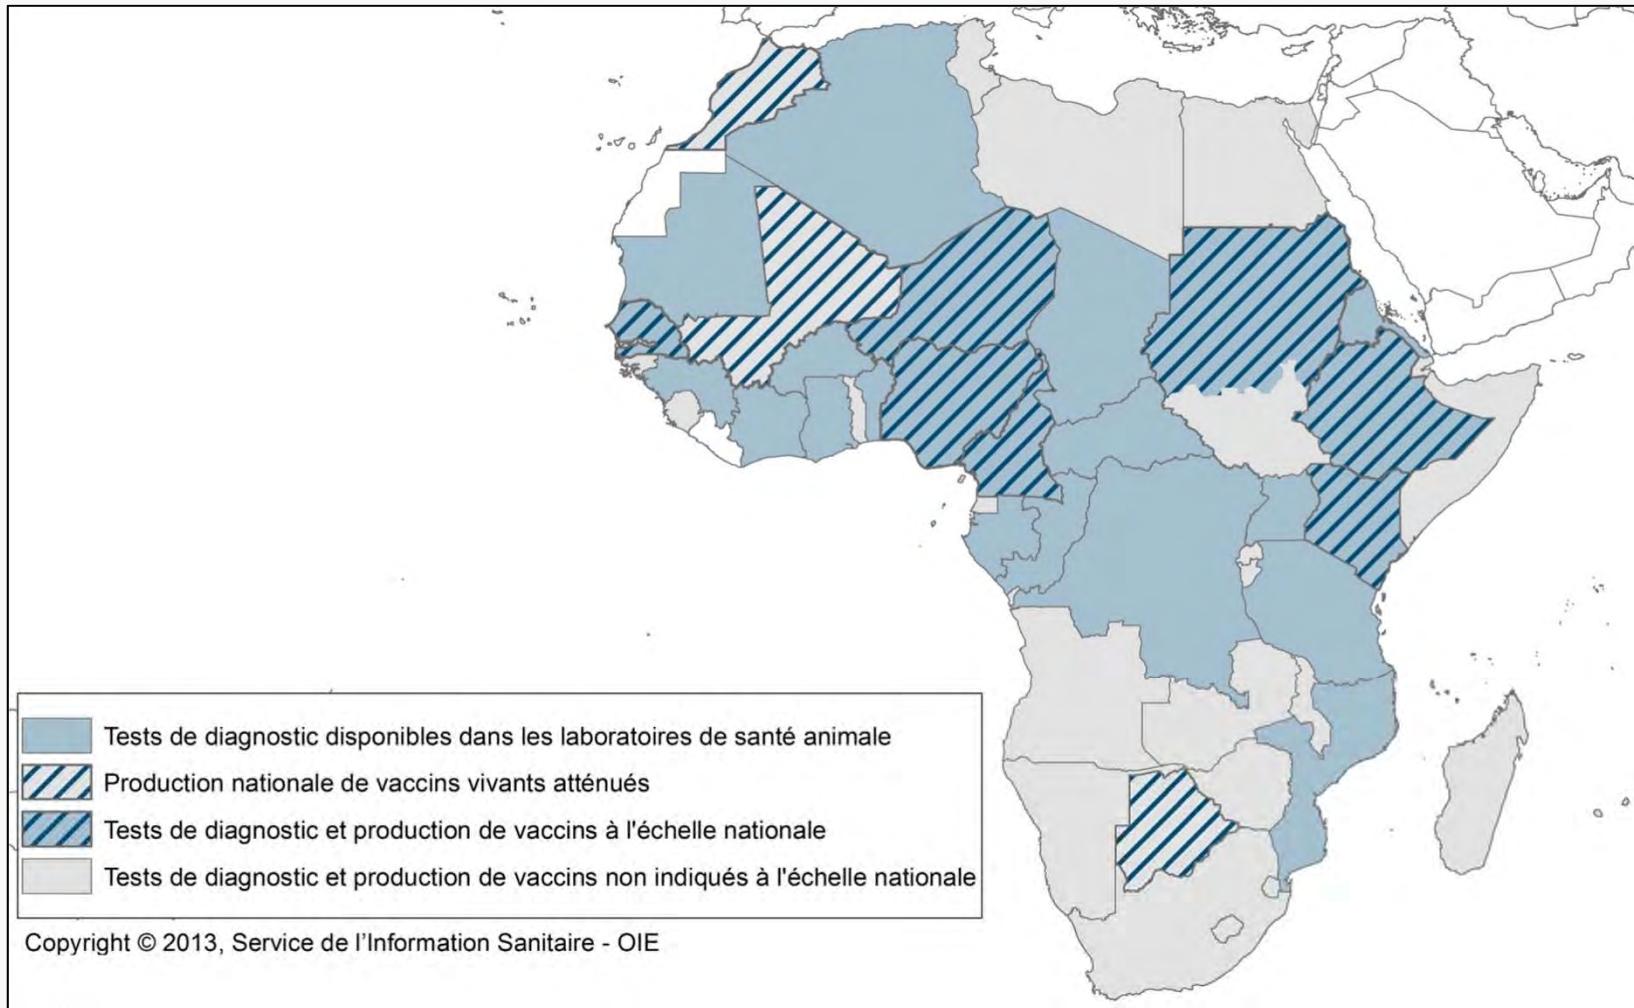 Tests de diagnostic disponibles dans les laboratoires de santé animale
Production nationale de vaccins vivants atténués
Tests de diagnostic et production de vaccins à l'échelle nationale
Tests de diagnostic et production de vaccins non indiqués à l'échelle nationale
Copyright © 2013, Service de l’Information Sanitaire - OIE